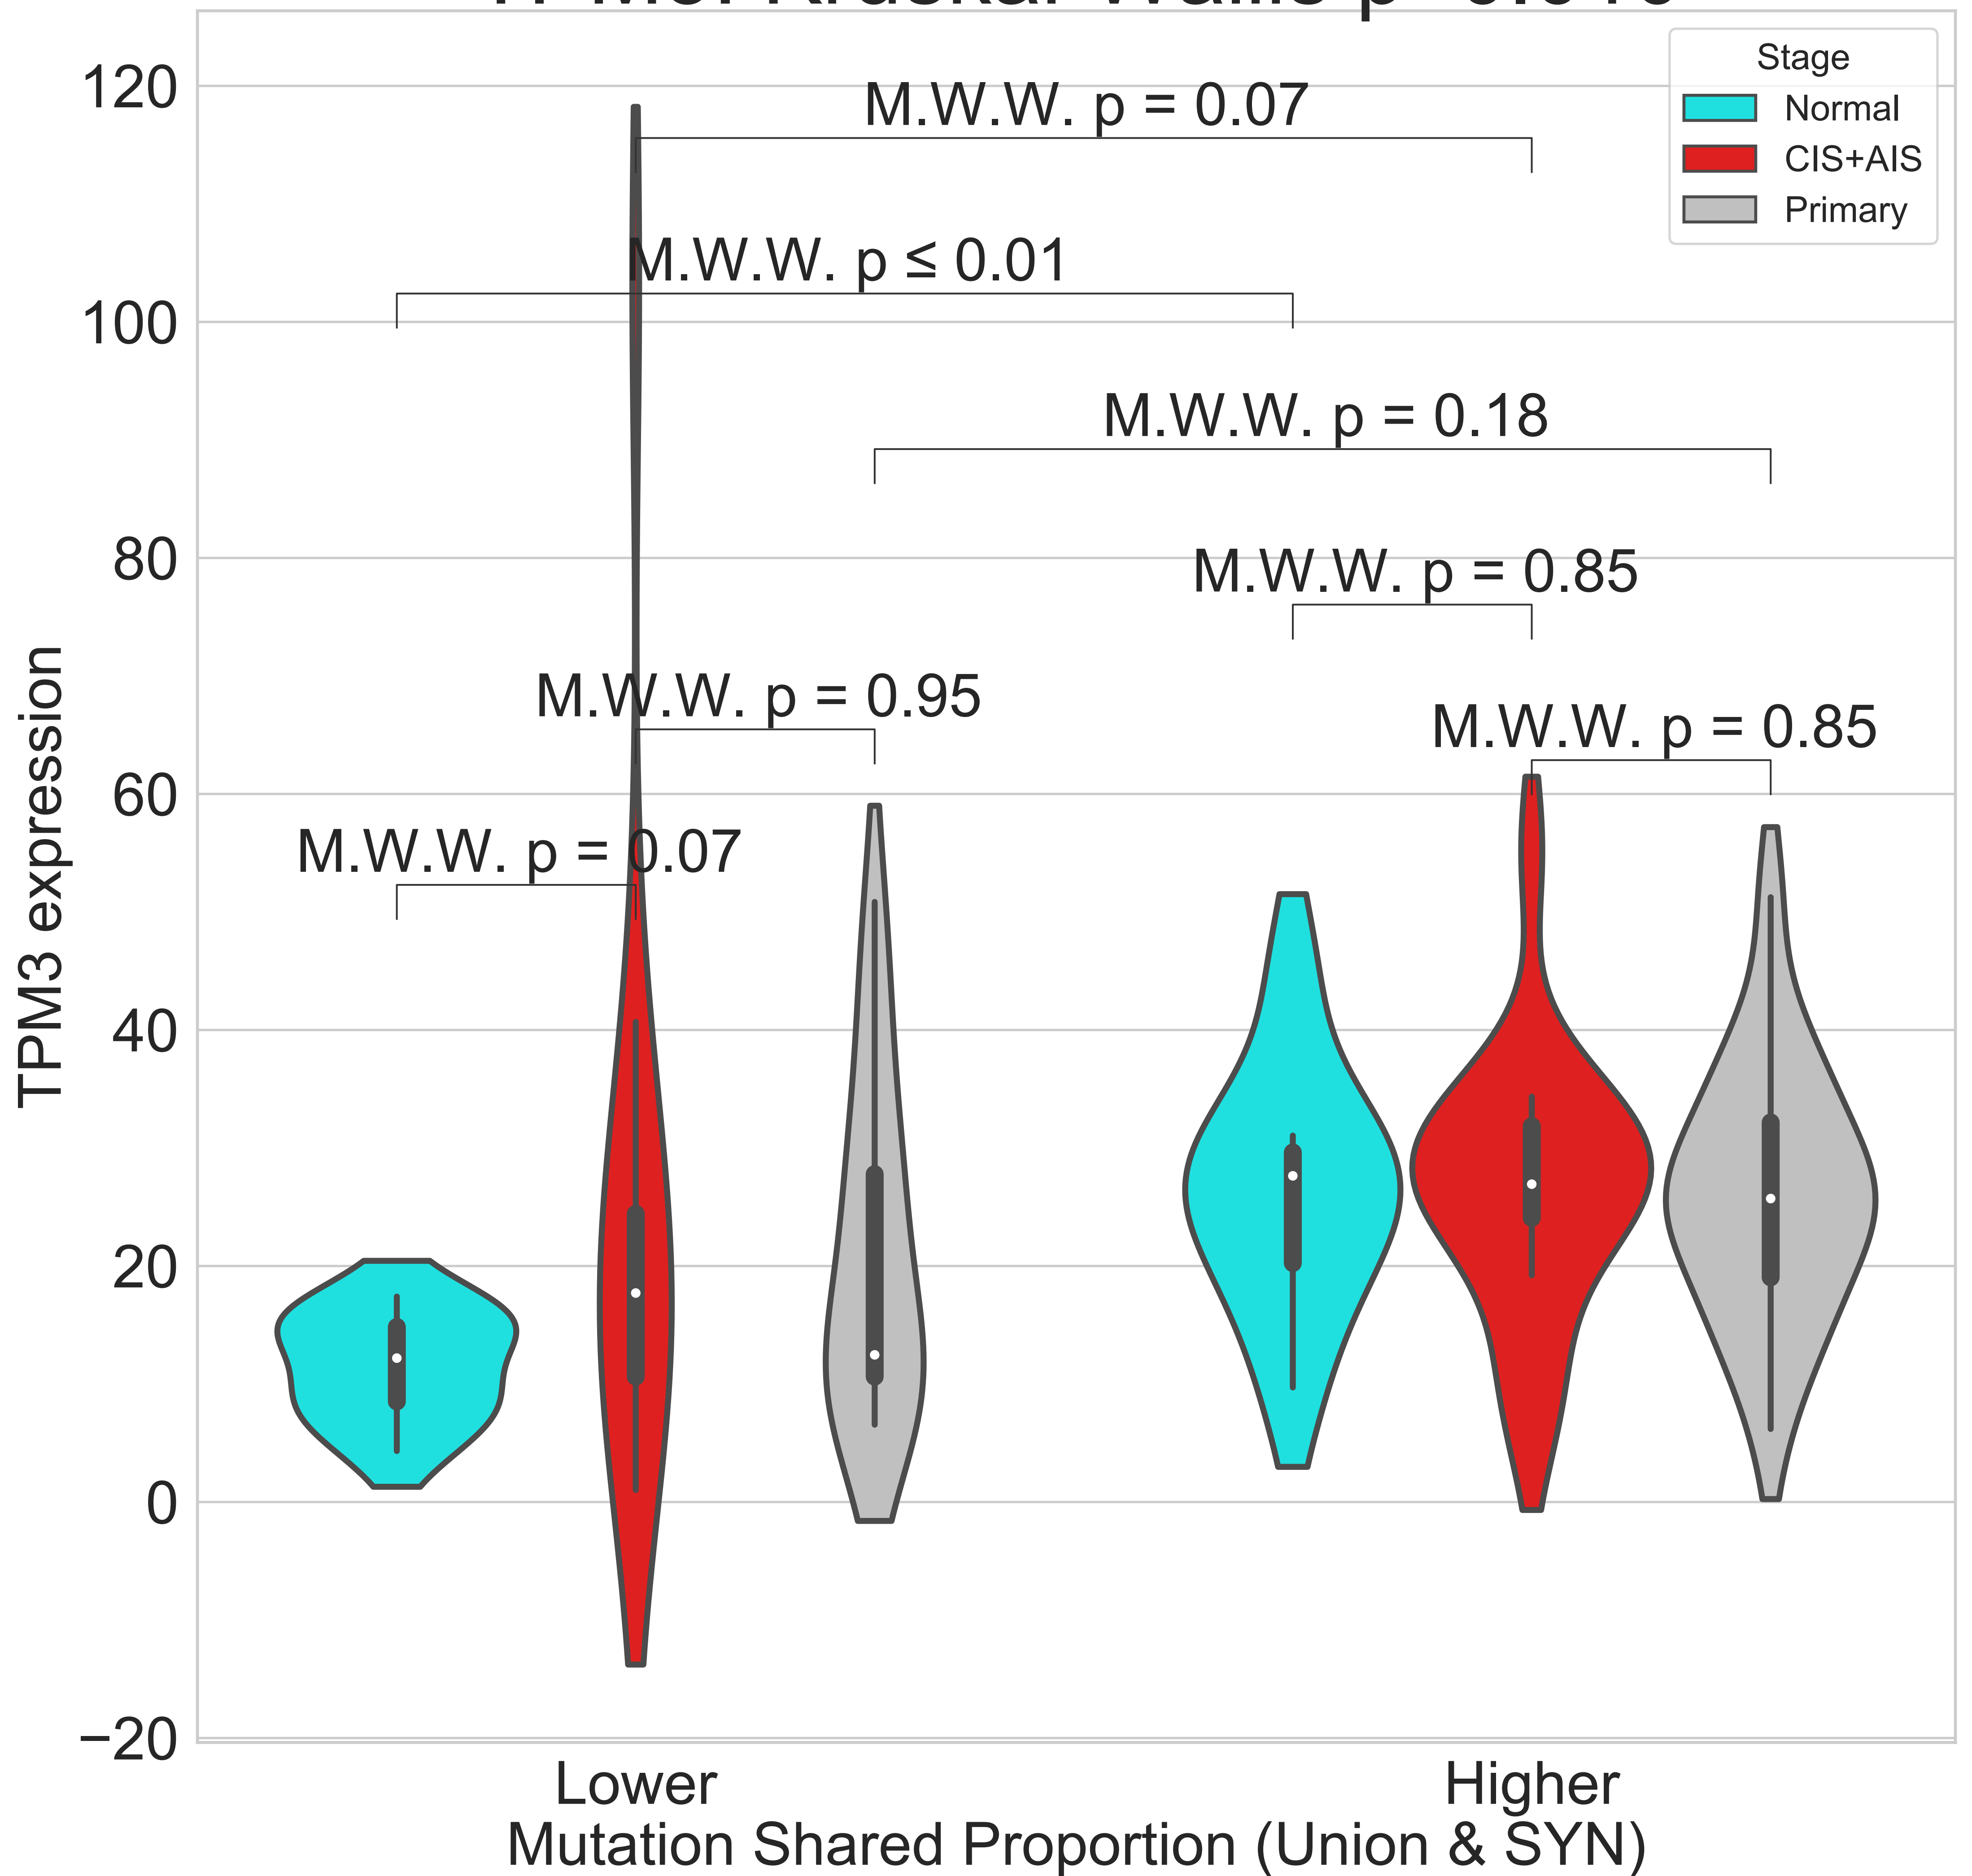 Stage
Normal
CIS+AIS
Primary
M.W.W. p = 0.07
M.W.W. p ≤ 0.01
M.W.W. p = 0.18
M.W.W. p = 0.85
M.W.W. p = 0.95
M.W.W. p = 0.85
M.W.W. p = 0.07
120
100
80
60
40
20
0
−20
TPM3 expression
Lower
Higher
Mutation Shared Proportion (Union & SYN)